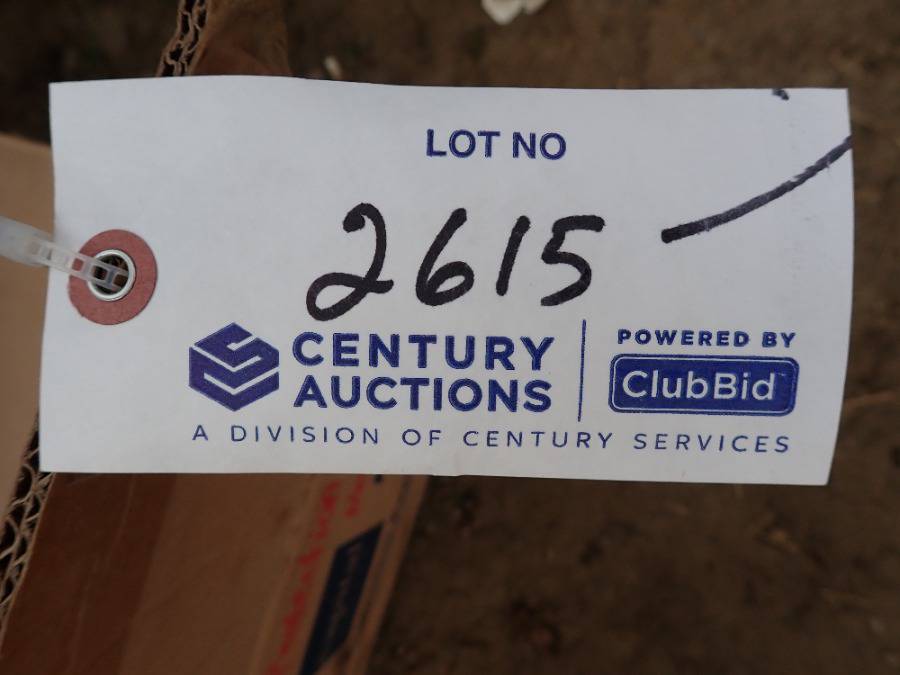 LOT NO
2615
CENTURY
AUCTIONS
POWERED BY
ClubBid
A DIVISION OF CENTURY SERVICES